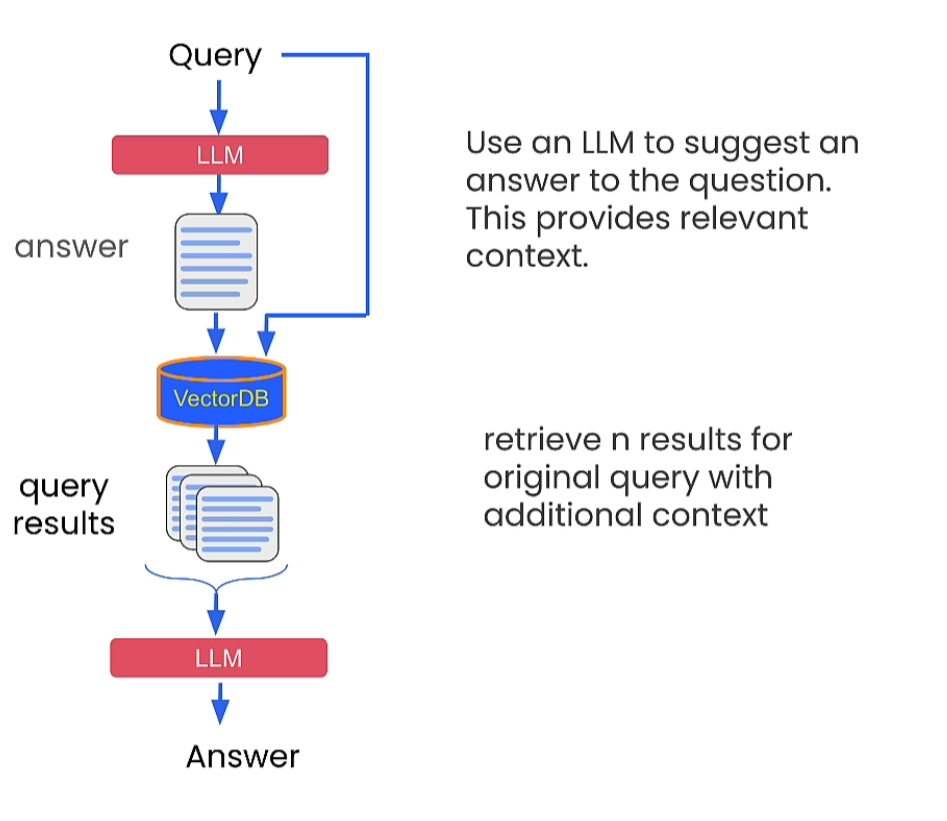 Query
LLM
Use an LLM to suggest an
answer to the question.
This provides relevant
context.
answer
VectorDB
retrieve n results for
original query with
additional context
query
results
LLM
Answer